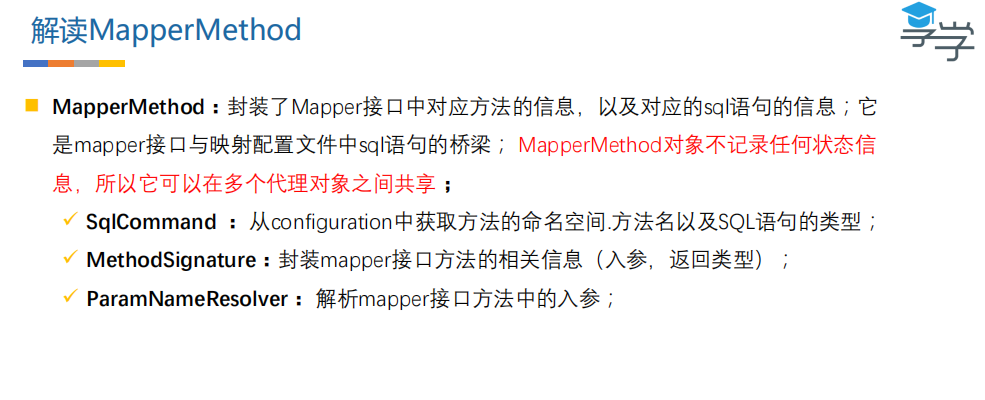 解读MapperMethod
享学
MapperMethod：封装了Mapper接口中对应方法的信息，以及对应的sql语句的信息；它
是mapper接口与映射配置文件中sql语句的桥梁； MapperMethod对象不记录任何状态信
息，所以它可以在多个代理对象之间共享 ；
SqlCommand ： 从configuration中获取方法的命名空间.方法名以及SQL语句的类型；
MethodSignature：封装mapper接口方法的相关信息（入参，返回类型）；
ParamNameResolver： 解析mapper接口方法中的入参；